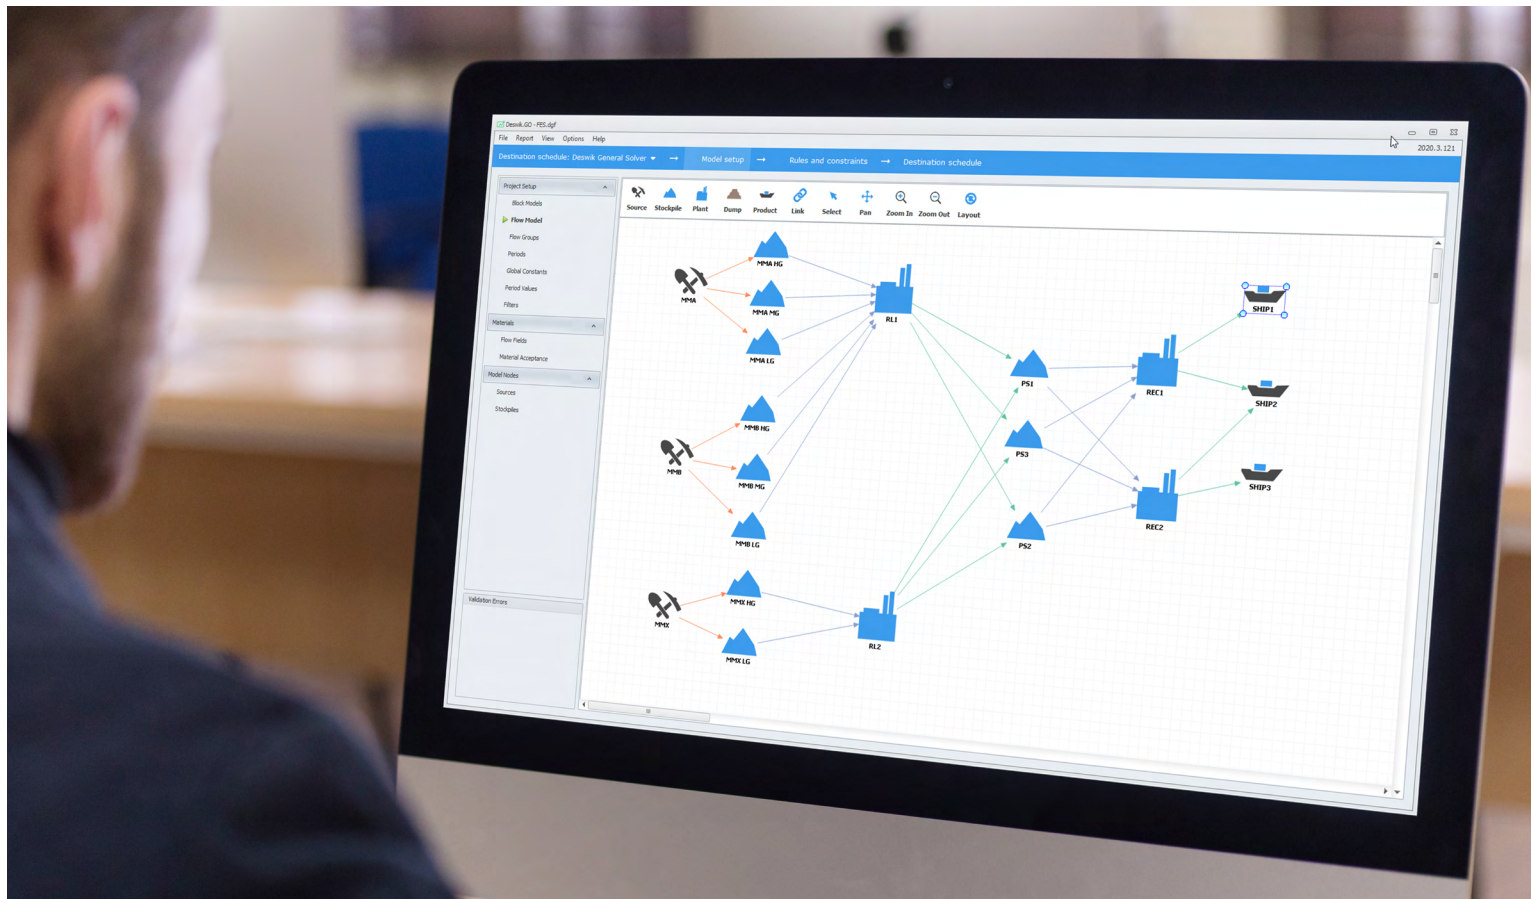 Deswik.GO - FES.dgf
File Report View Options Help
2020.3.121
Destination schedule: Deswik General Solver → Model setup → Rules and constraints → Destination schedule
Project Setup
Block Models
Flow Model
Flow Groups
Periods
Global Constants
Period Values
Filters
Materials
Flow Fields
Material Acceptance
Model Nodes
Sources
Stockpiles
Validation Errors
Source Stockpile Plant Dump Product Link Select Pan Zoom In Zoom Out Layout
MMA HG
MMA
MMA MG
MMA LG
RL1
MMB HG
MMB
MMB MG
MMB LG
MMX HG
MMX
MMX LG
RL2
PS1
PS3
PS2
REC1
REC2
SHIP1
SHIP2
SHIP3